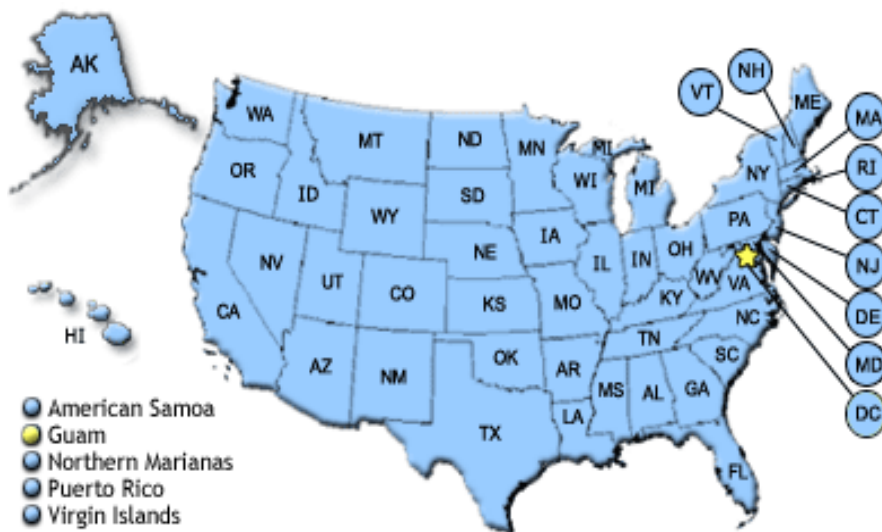 AK
NH
VT
ME
WA
MA
MT
ND
MN
MI
OR
WI
MI
NY
RI
ID
SD
WY
CT
PA
IA
NE
OH
NJ
NV
IL
IN
UT
WV
VA
CO
DE
CA
KS
MO
KY
HI
NC
TN
OK
MD
AZ
NM
AR
SC
MS
AL
GA
American Samoa
DC
LA
TX
Guam
Northern Marianas
FL
Puerto Rico
Virgin Islands